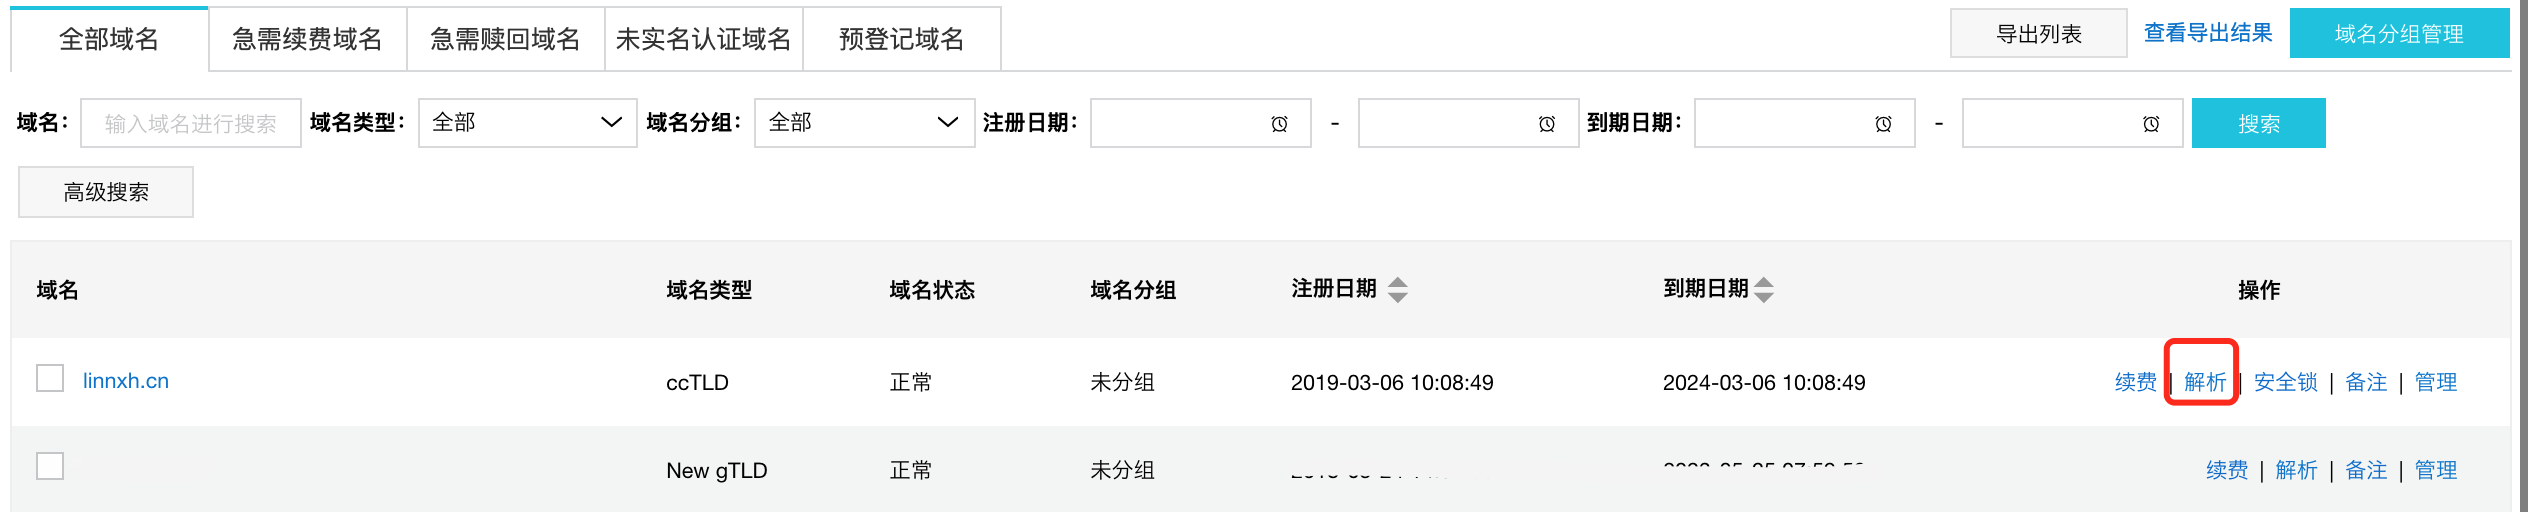 全部域名 急需续费域名 急需赎回域名 未实名认证域名 预登记域名 导出列表 查看导出结果 域名分组管理
域名： 输入域名进行搜索 域名类型： 全部 域名分组： 全部 注册日期： - 到期日期： - 搜索
高级搜索
域名 域名类型 域名状态 域名分组 注册日期 到期日期 操作
linnxh.cn ccTLD 正常 未分组 2019-03-06 10:08:49 2024-03-06 10:08:49 续费 | 解析 | 安全锁 | 备注 | 管理
New gTLD 正常 未分组 续费 | 解析 | 备注 | 管理